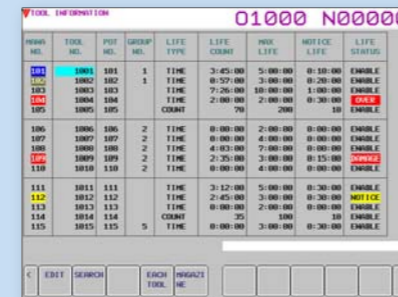 TOOL INFORMATION O1000 N0000
MANA NO. TOOL NO. POT NO. GROUP NO. LIFE TYPE LIFE COUNT MAX LIFE NOTICE LIFE LIFE STATUS
101 1001 101 1 TIME 3:45:00 5:00:00 0:10:00 ENABLE
102 1002 102 1 TIME 0:57:00 3:00:00 0:20:00 ENABLE
103 1003 103 TIME 7:26:00 10:00:00 1:00:00 ENABLE
104 1004 104 TIME 2:00:00 2:00:00 0:30:00 OVER
105 1005 105 COUNT 70 200 10 ENABLE
106 1006 106 2 TIME 0:00:00 2:00:00 0:00:00 ENABLE
107 1007 107 2 TIME 0:00:00 4:00:00 0:00:00 ENABLE
108 1008 108 2 TIME 4:03:00 7:00:00 0:00:00 ENABLE
109 1009 109 2 TIME 2:35:00 3:00:00 0:15:00 DAMAGE
110 1010 110 2 TIME 0:00:00 4:00:00 0:00:00 ENABLE
111 1011 111 TIME 3:12:00 5:00:00 0:30:00 ENABLE
112 1012 112 TIME 2:45:00 3:00:00 0:30:00 NOTICE
113 1013 113 TIME 0:00:00 2:00:00 0:00:00 ENABLE
114 1014 114 COUNT 35 100 10 ENABLE
115 1015 115 5 TIME 0:00:00 3:00:00 0:30:00 ENABLE
< EDIT SEARCH EACH TOOL MAGAZINE